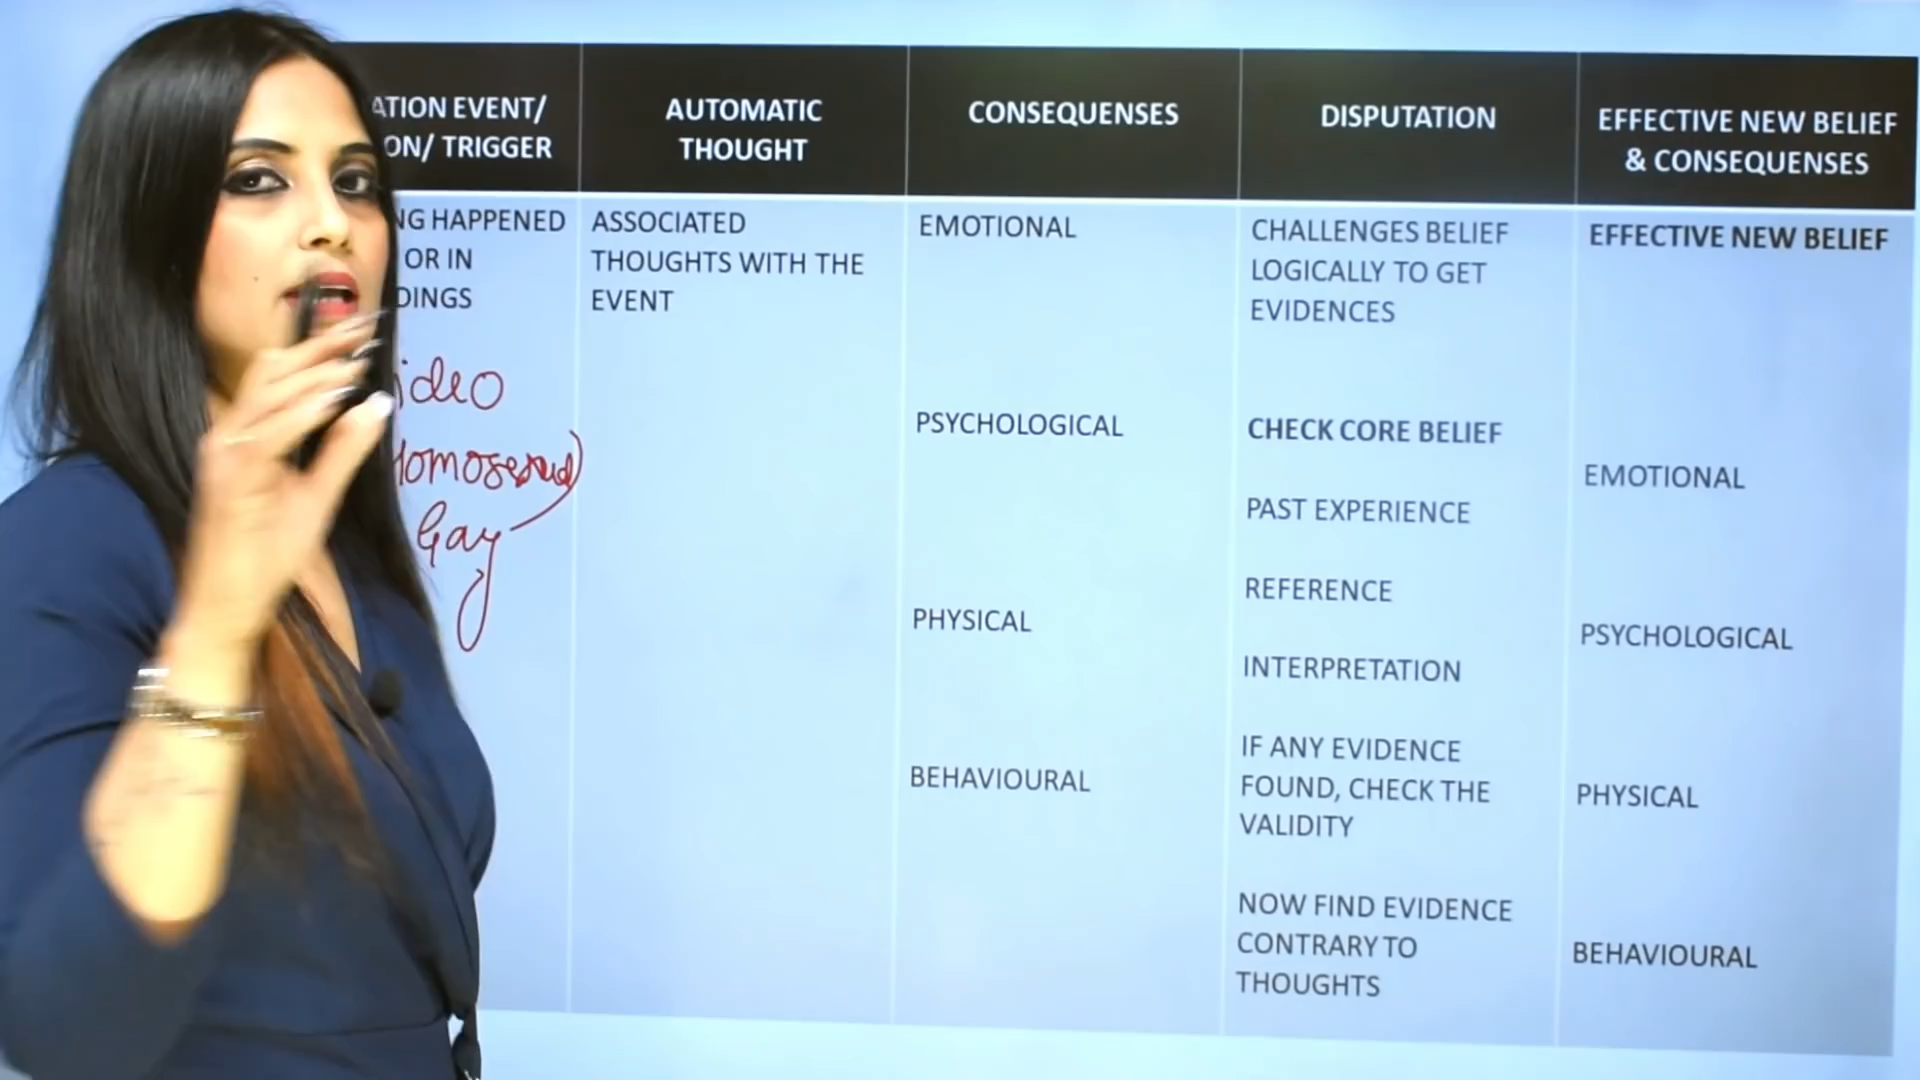 ATION EVENT/
ON/ TRIGGER
AUTOMATIC
THOUGHT
CONSEQUENSES
DISPUTATION
EFFECTIVE NEW BELIEF
& CONSEQUENSES
NG HAPPENED
OR IN
DINGS
ideo
Homosexual)
Gay
ASSOCIATED
THOUGHTS WITH THE
EVENT
EMOTIONAL
PSYCHOLOGICAL
PHYSICAL
BEHAVIOURAL
CHALLENGES BELIEF
LOGICALLY TO GET
EVIDENCES
CHECK CORE BELIEF
PAST EXPERIENCE
REFERENCE
INTERPRETATION
IF ANY EVIDENCE
FOUND, CHECK THE
VALIDITY
NOW FIND EVIDENCE
CONTRARY TO
THOUGHTS
EFFECTIVE NEW BELIEF
EMOTIONAL
PSYCHOLOGICAL
PHYSICAL
BEHAVIOURAL